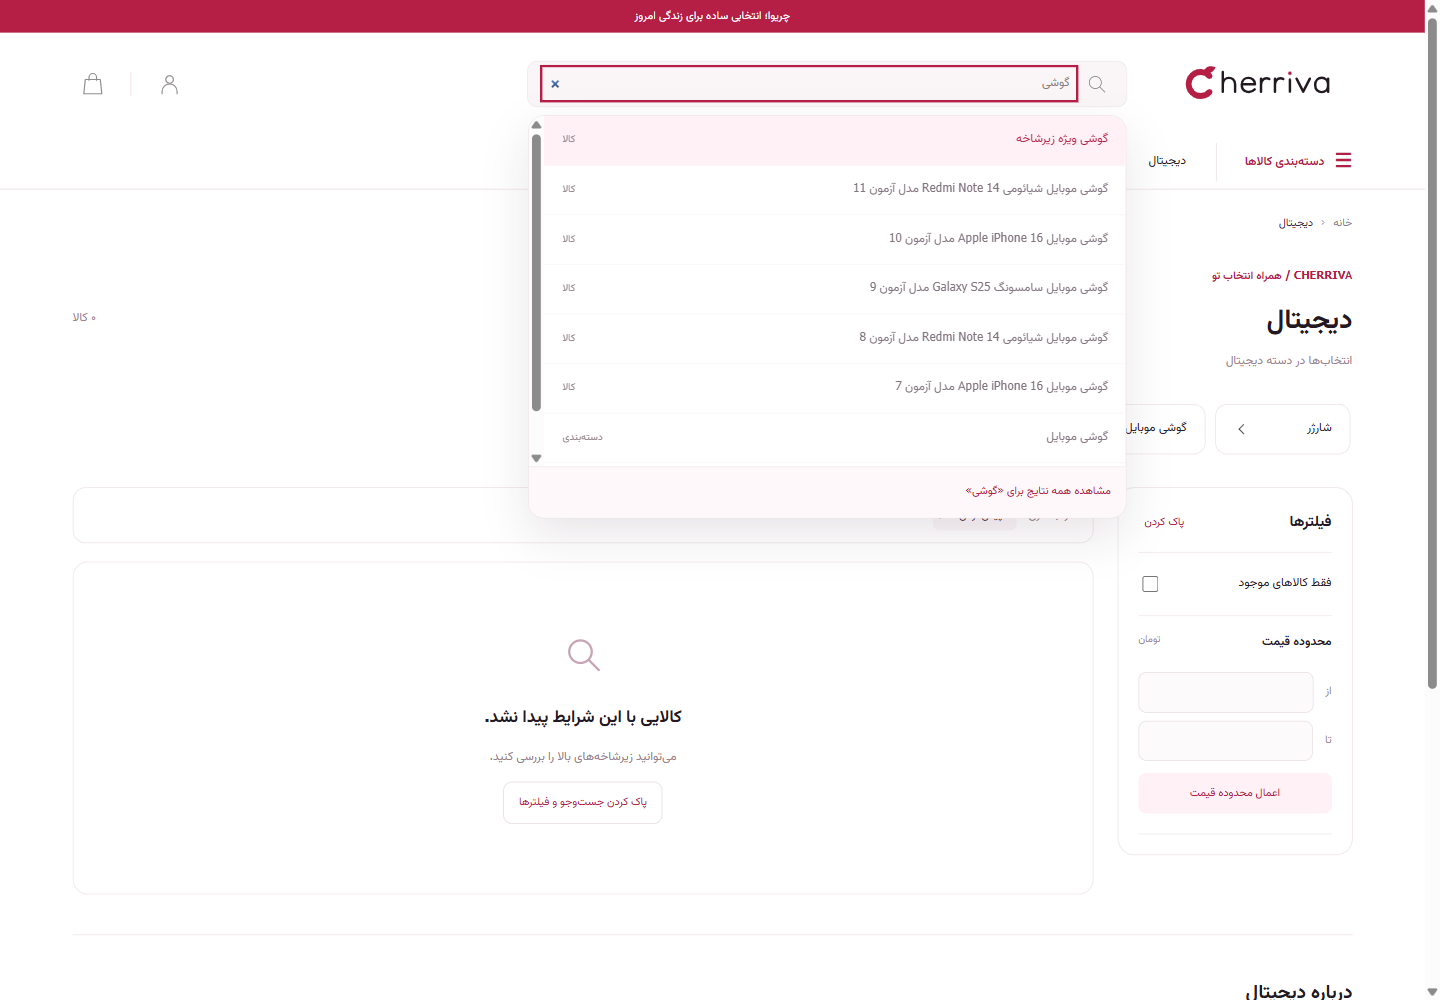 چریوا؛ انتخابی ساده برای زندگی امروز
Cherriva
گوشی
×
دسته‌بندی کالاها
دیجیتال
گوشی ویژه زیرشاخه
کالا
گوشی موبایل شیائومی Redmi Note 14 مدل آزمون 11
کالا
گوشی موبایل Apple iPhone 16 مدل آزمون 10
کالا
گوشی موبایل سامسونگ Galaxy S25 مدل آزمون 9
کالا
گوشی موبایل شیائومی Redmi Note 14 مدل آزمون 8
کالا
گوشی موبایل Apple iPhone 16 مدل آزمون 7
کالا
گوشی موبایل
دسته‌بندی
مشاهده همه نتایج برای «گوشی»
خانه ‹ دیجیتال
CHERRIVA / همراه انتخاب تو
دیجیتال
۰ کالا
انتخاب‌ها در دسته دیجیتال
شارژر
گوشی موبایل
فیلترها
پاک کردن
فقط کالاهای موجود
محدوده قیمت
تومان
از
تا
اعمال محدوده قیمت
کالایی با این شرایط پیدا نشد.
می‌توانید زیرشاخه‌های بالا را بررسی کنید.
پاک کردن جست‌وجو و فیلترها
درباره دیجیتال